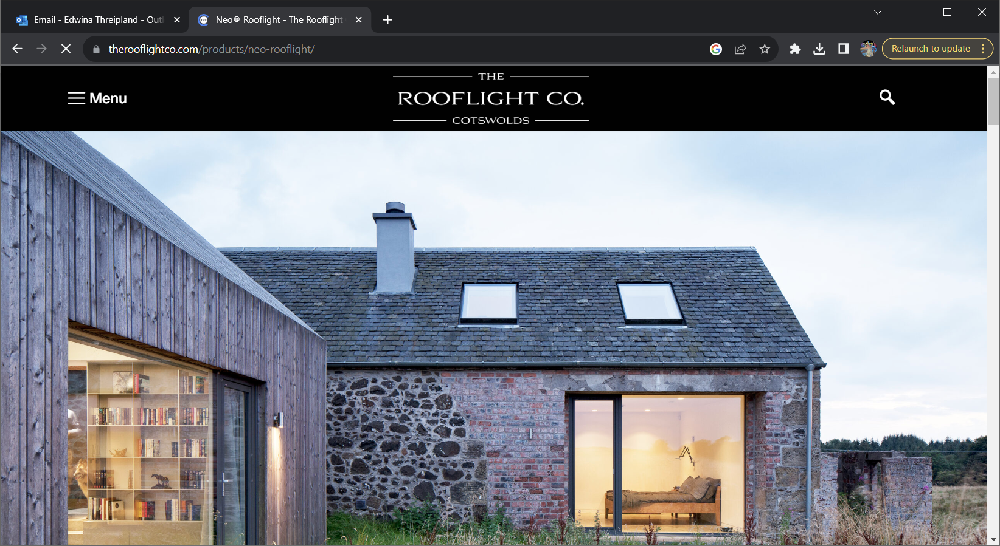 Email - Edwina Threipland - Outl
Neo® Rooflight - The Rooflight
therooflightco.com/products/neo-rooflight/
Relaunch to update
Menu
THE
ROOFLIGHT CO.
COTSWOLDS